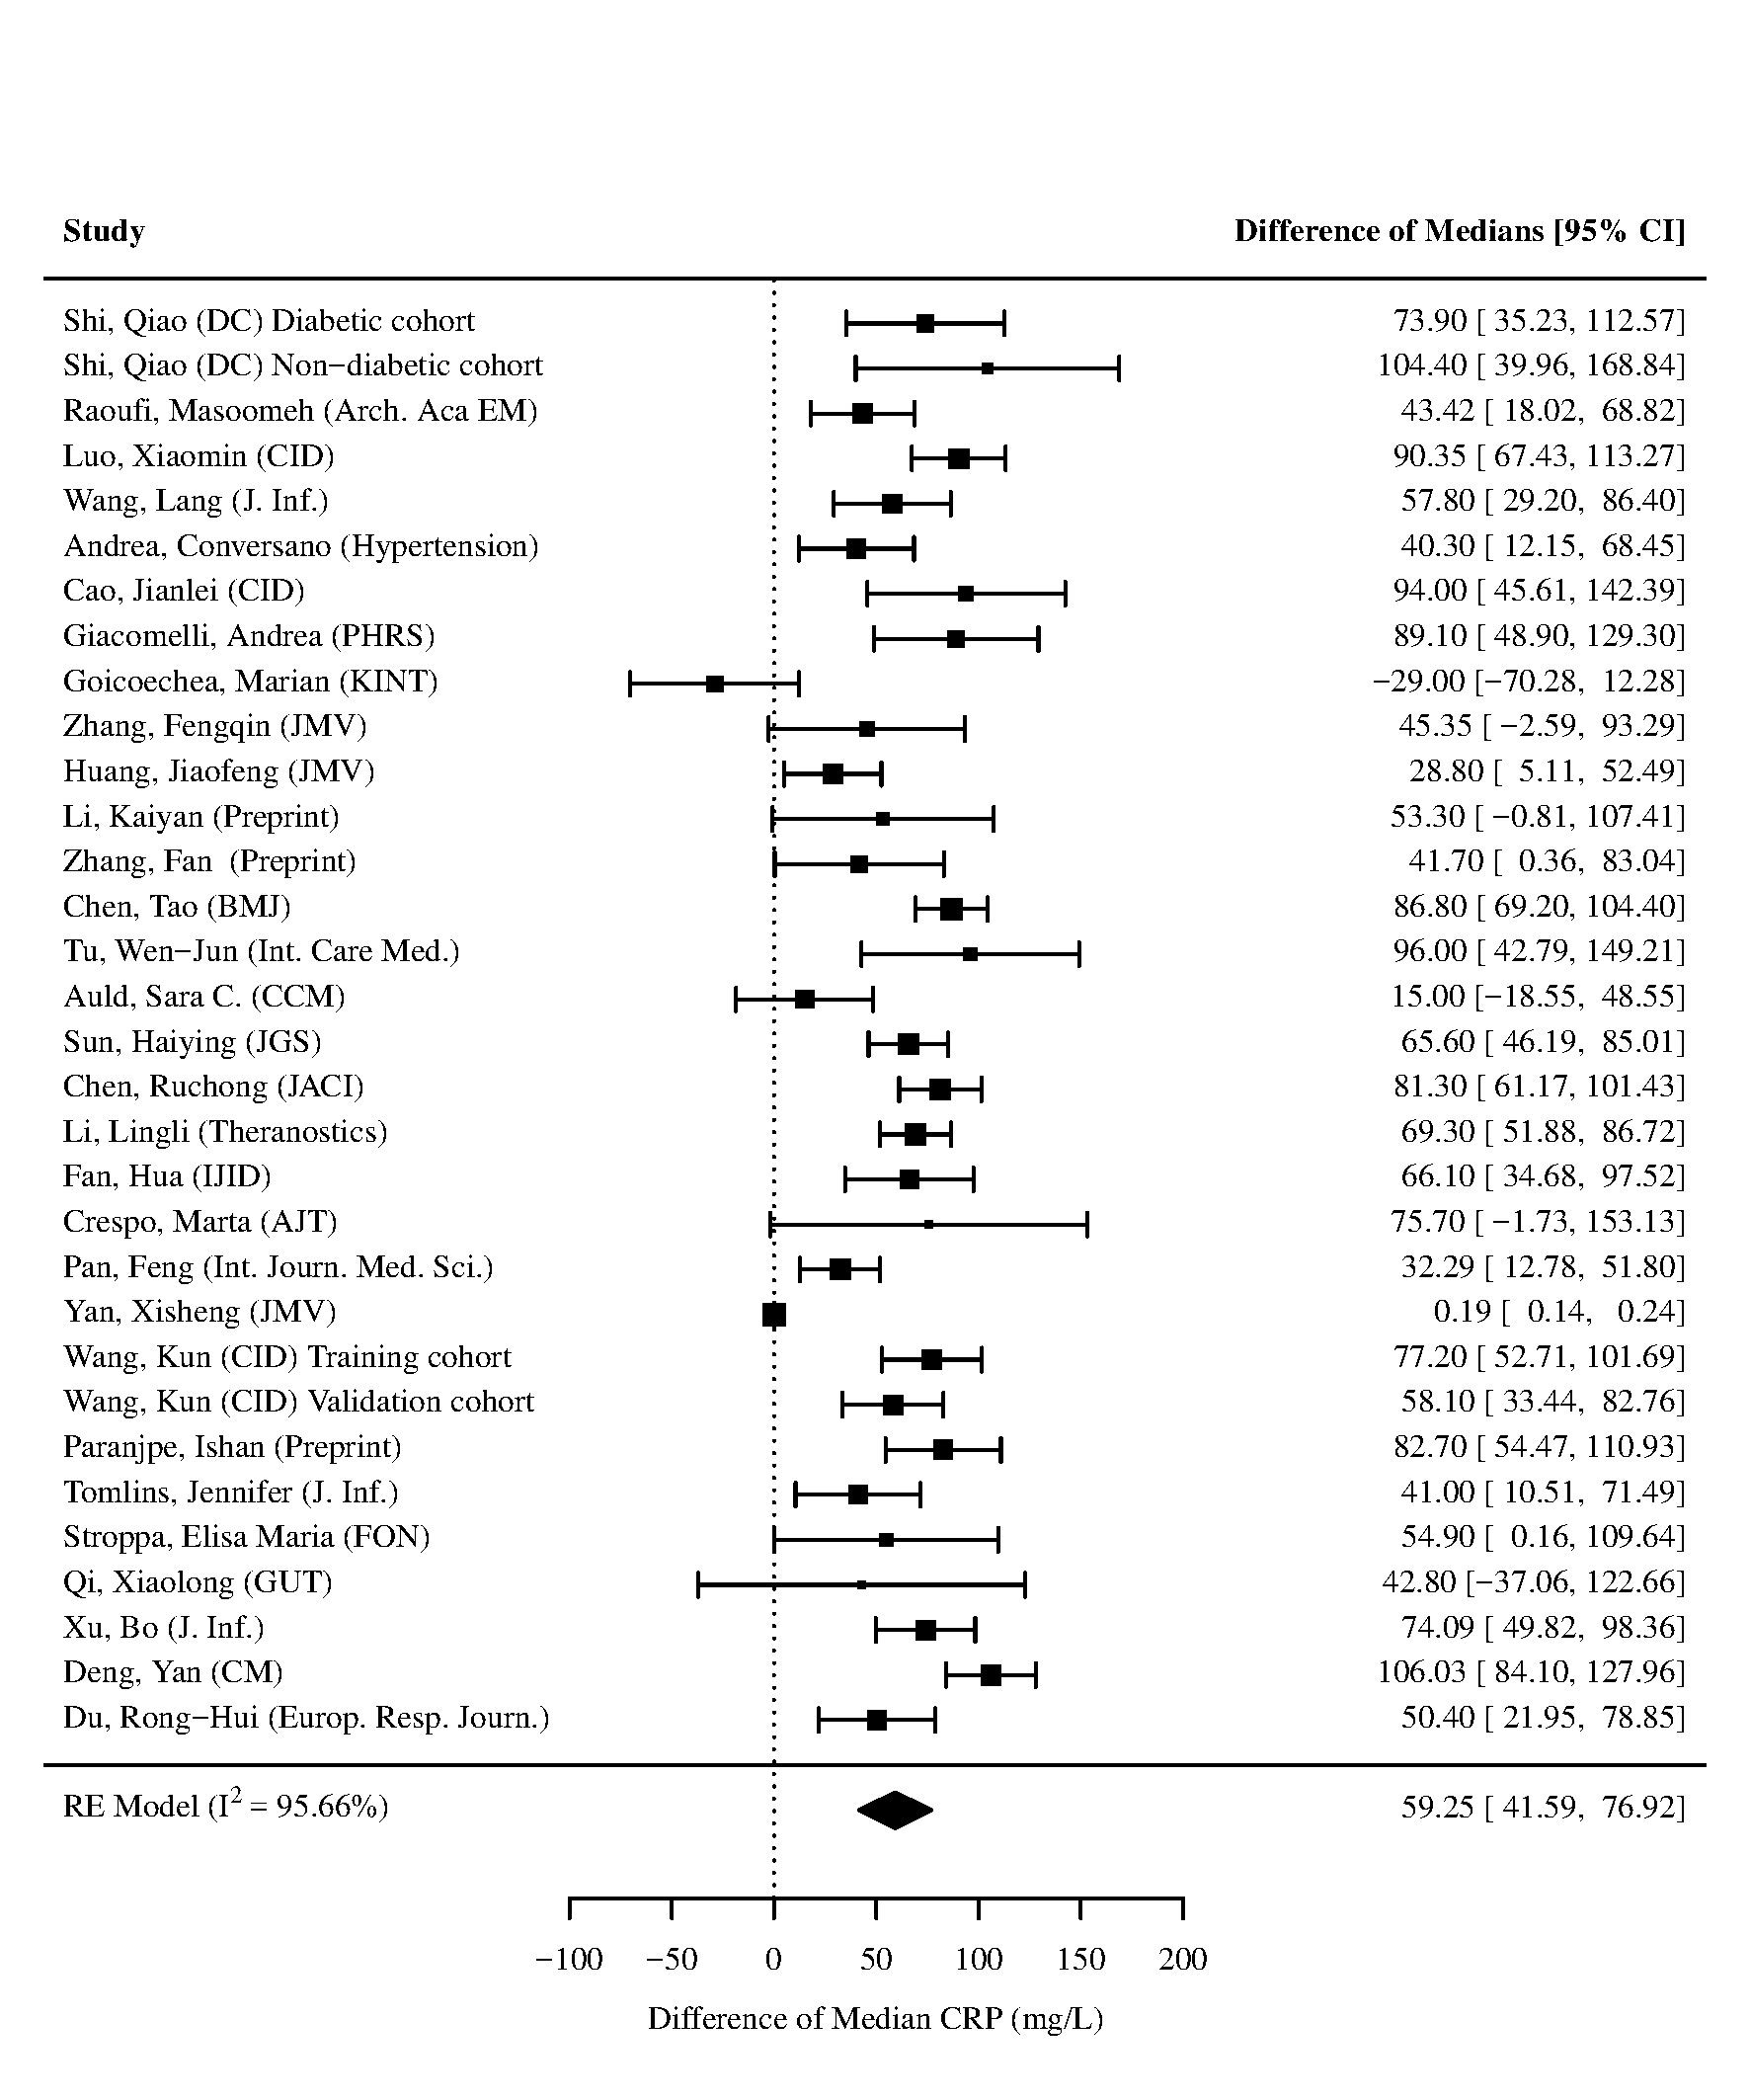 Study Difference of Medians [95% CI]
Shi, Qiao (DC) Diabetic cohort 73.90 [ 35.23, 112.57]
Shi, Qiao (DC) Non−diabetic cohort 104.40 [ 39.96, 168.84]
Raoufi, Masoomeh (Arch. Aca EM) 43.42 [ 18.02, 68.82]
Luo, Xiaomin (CID) 90.35 [ 67.43, 113.27]
Wang, Lang (J. Inf.) 57.80 [ 29.20, 86.40]
Andrea, Conversano (Hypertension) 40.30 [ 12.15, 68.45]
Cao, Jianlei (CID) 94.00 [ 45.61, 142.39]
Giacomelli, Andrea (PHRS) 89.10 [ 48.90, 129.30]
Goicoechea, Marian (KINT) −29.00 [−70.28, 12.28]
Zhang, Fengqin (JMV) 45.35 [ −2.59, 93.29]
Huang, Jiaofeng (JMV) 28.80 [ 5.11, 52.49]
Li, Kaiyan (Preprint) 53.30 [ −0.81, 107.41]
Zhang, Fan (Preprint) 41.70 [ 0.36, 83.04]
Chen, Tao (BMJ) 86.80 [ 69.20, 104.40]
Tu, Wen−Jun (Int. Care Med.) 96.00 [ 42.79, 149.21]
Auld, Sara C. (CCM) 15.00 [−18.55, 48.55]
Sun, Haiying (JGS) 65.60 [ 46.19, 85.01]
Chen, Ruchong (JACI) 81.30 [ 61.17, 101.43]
Li, Lingli (Theranostics) 69.30 [ 51.88, 86.72]
Fan, Hua (IJID) 66.10 [ 34.68, 97.52]
Crespo, Marta (AJT) 75.70 [ −1.73, 153.13]
Pan, Feng (Int. Journ. Med. Sci.) 32.29 [ 12.78, 51.80]
Yan, Xisheng (JMV) 0.19 [ 0.14, 0.24]
Wang, Kun (CID) Training cohort 77.20 [ 52.71, 101.69]
Wang, Kun (CID) Validation cohort 58.10 [ 33.44, 82.76]
Paranjpe, Ishan (Preprint) 82.70 [ 54.47, 110.93]
Tomlins, Jennifer (J. Inf.) 41.00 [ 10.51, 71.49]
Stroppa, Elisa Maria (FON) 54.90 [ 0.16, 109.64]
Qi, Xiaolong (GUT) 42.80 [−37.06, 122.66]
Xu, Bo (J. Inf.) 74.09 [ 49.82, 98.36]
Deng, Yan (CM) 106.03 [ 84.10, 127.96]
Du, Rong−Hui (Europ. Resp. Journ.) 50.40 [ 21.95, 78.85]
RE Model (I² = 95.66%) 59.25 [ 41.59, 76.92]
−100 −50 0 50 100 150 200
Difference of Median CRP (mg/L)